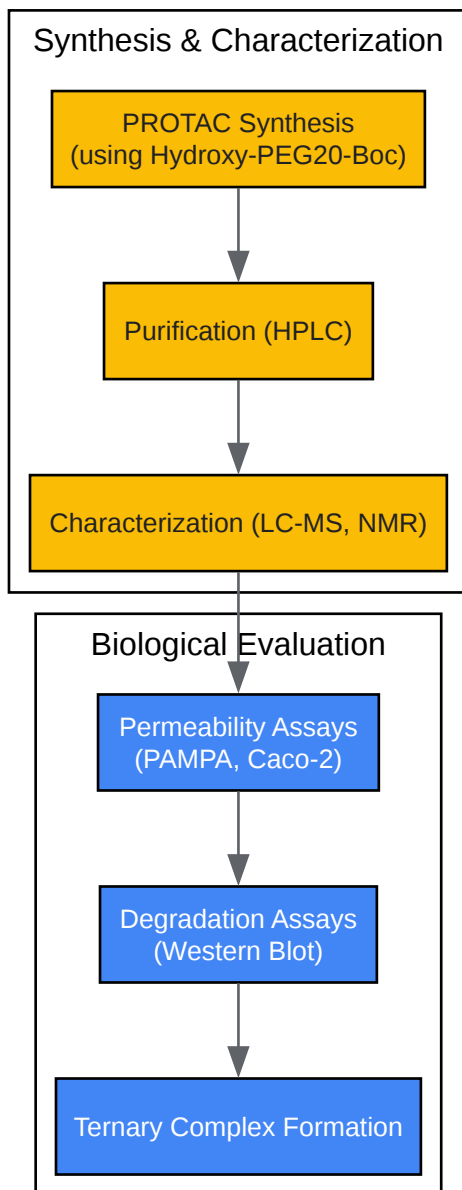 Synthesis & Characterization
PROTAC Synthesis
(using Hydroxy-PEG20-Boc)
Purification (HPLC)
Characterization (LC-MS, NMR)
Biological Evaluation
Permeability Assays
(PAMPA, Caco-2)
Degradation Assays
(Western Blot)
Ternary Complex Formation